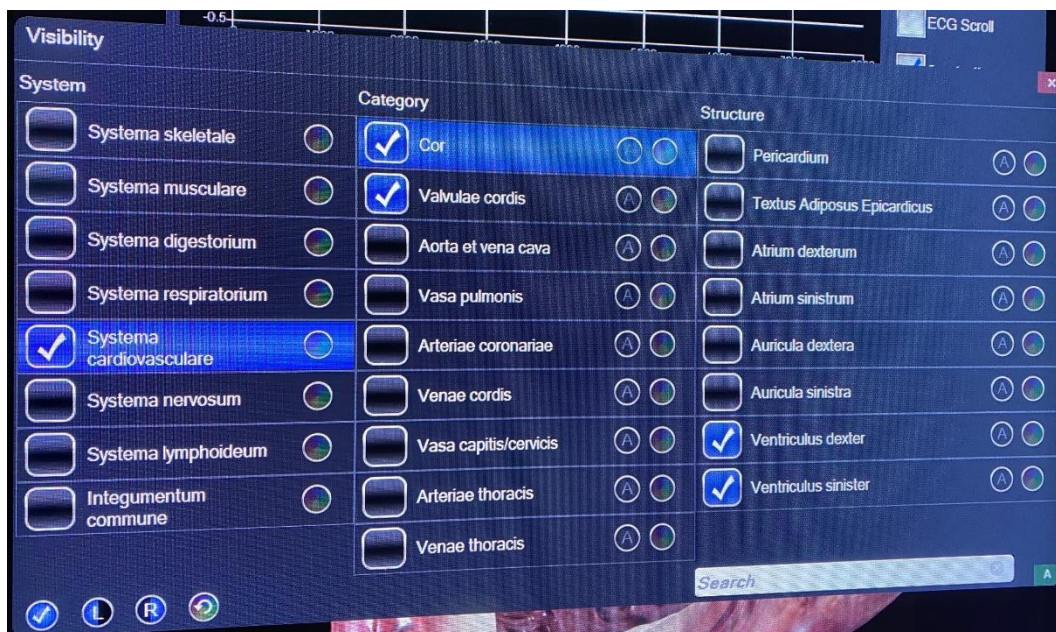 -0.5
ECG Scroll
Visibility
System
Systema skeletale
Systema musculare
Systema digestorium
Systema respiratorium
Systema
cardiovasculare
Systema nervosum
Systema lymphoideum
Integumentum
commune
L
R
Category
Cor
A
Valvulae cordis
A
Aorta et vena cava
A
Vasa pulmonis
A
Arteriae coronariae
A
Venae cordis
A
Vasa capitis/cervicis
A
Arteriae thoracis
A
Venae thoracis
A
Structure
Pericardium
A
Textus Adiposus Epicardicus
A
Atrium dexterum
A
Atrium sinistrum
A
Auricula dextera
A
Auricula sinistra
A
Ventriculus dexter
A
Ventriculus sinister
A
Search
A